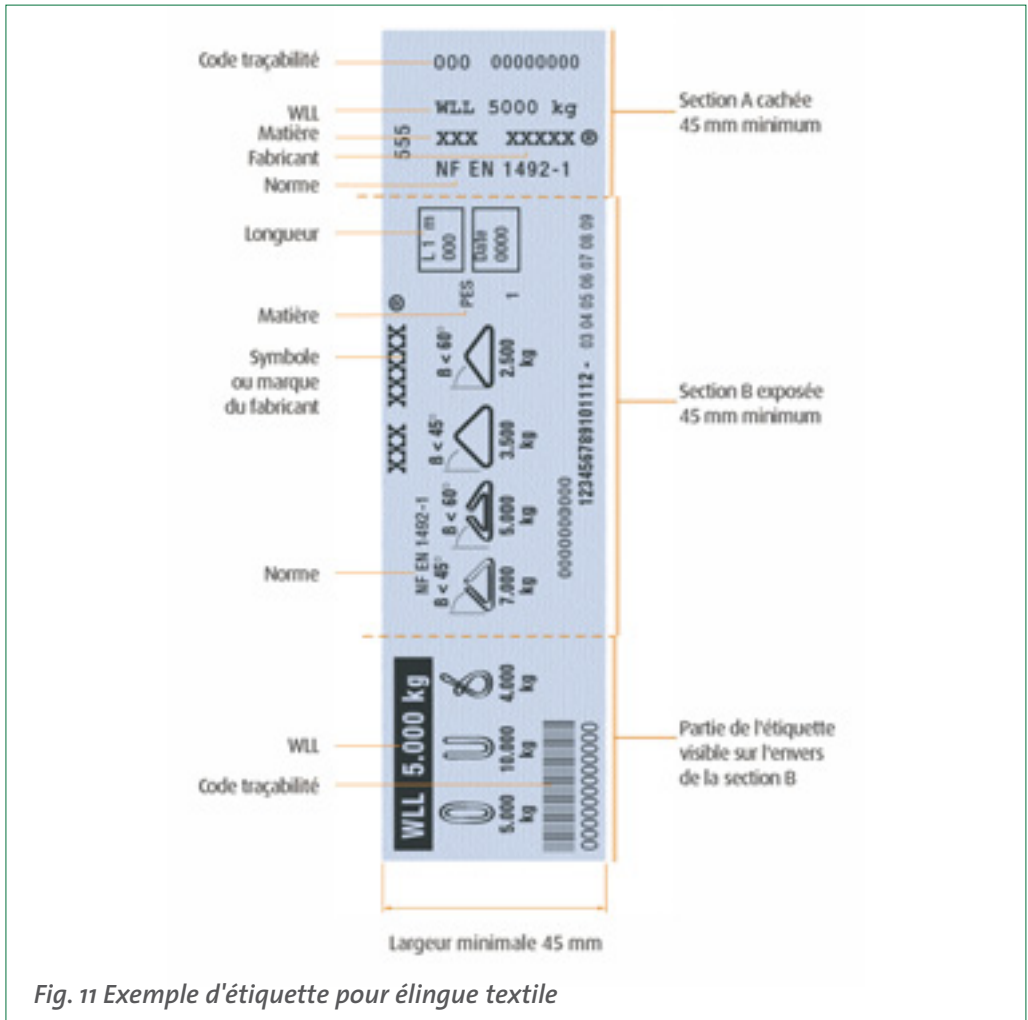 Code traçabilité
000 00000000
WLL
WLL 5000 kg
Matière
XXX XXXXX ®
Fabricant
555
Norme
NF EN 1492-1
Section A cachée
45 mm minimum
Longueur
L 1 m
000
Date
0000
Matière
PES
1
Symbole
ou marque
du fabricant
XXX XXXXX ®
Norme
NF EN 1492-1
B < 45°
7.000
kg
B < 60°
5.000
kg
B < 45°
3.500
kg
B < 60°
2.500
kg
0000000000
123456789101112 - 03 04 05 06 07 08 09
Section B exposée
45 mm minimum
WLL
WLL 5.000 kg
Code traçabilité
5.000
kg
10.000
kg
4.000
kg
000000000000
Partie de l'étiquette
visible sur l'envers
de la section B
Largeur minimale 45 mm
Fig. 11 Exemple d'étiquette pour élingue textile